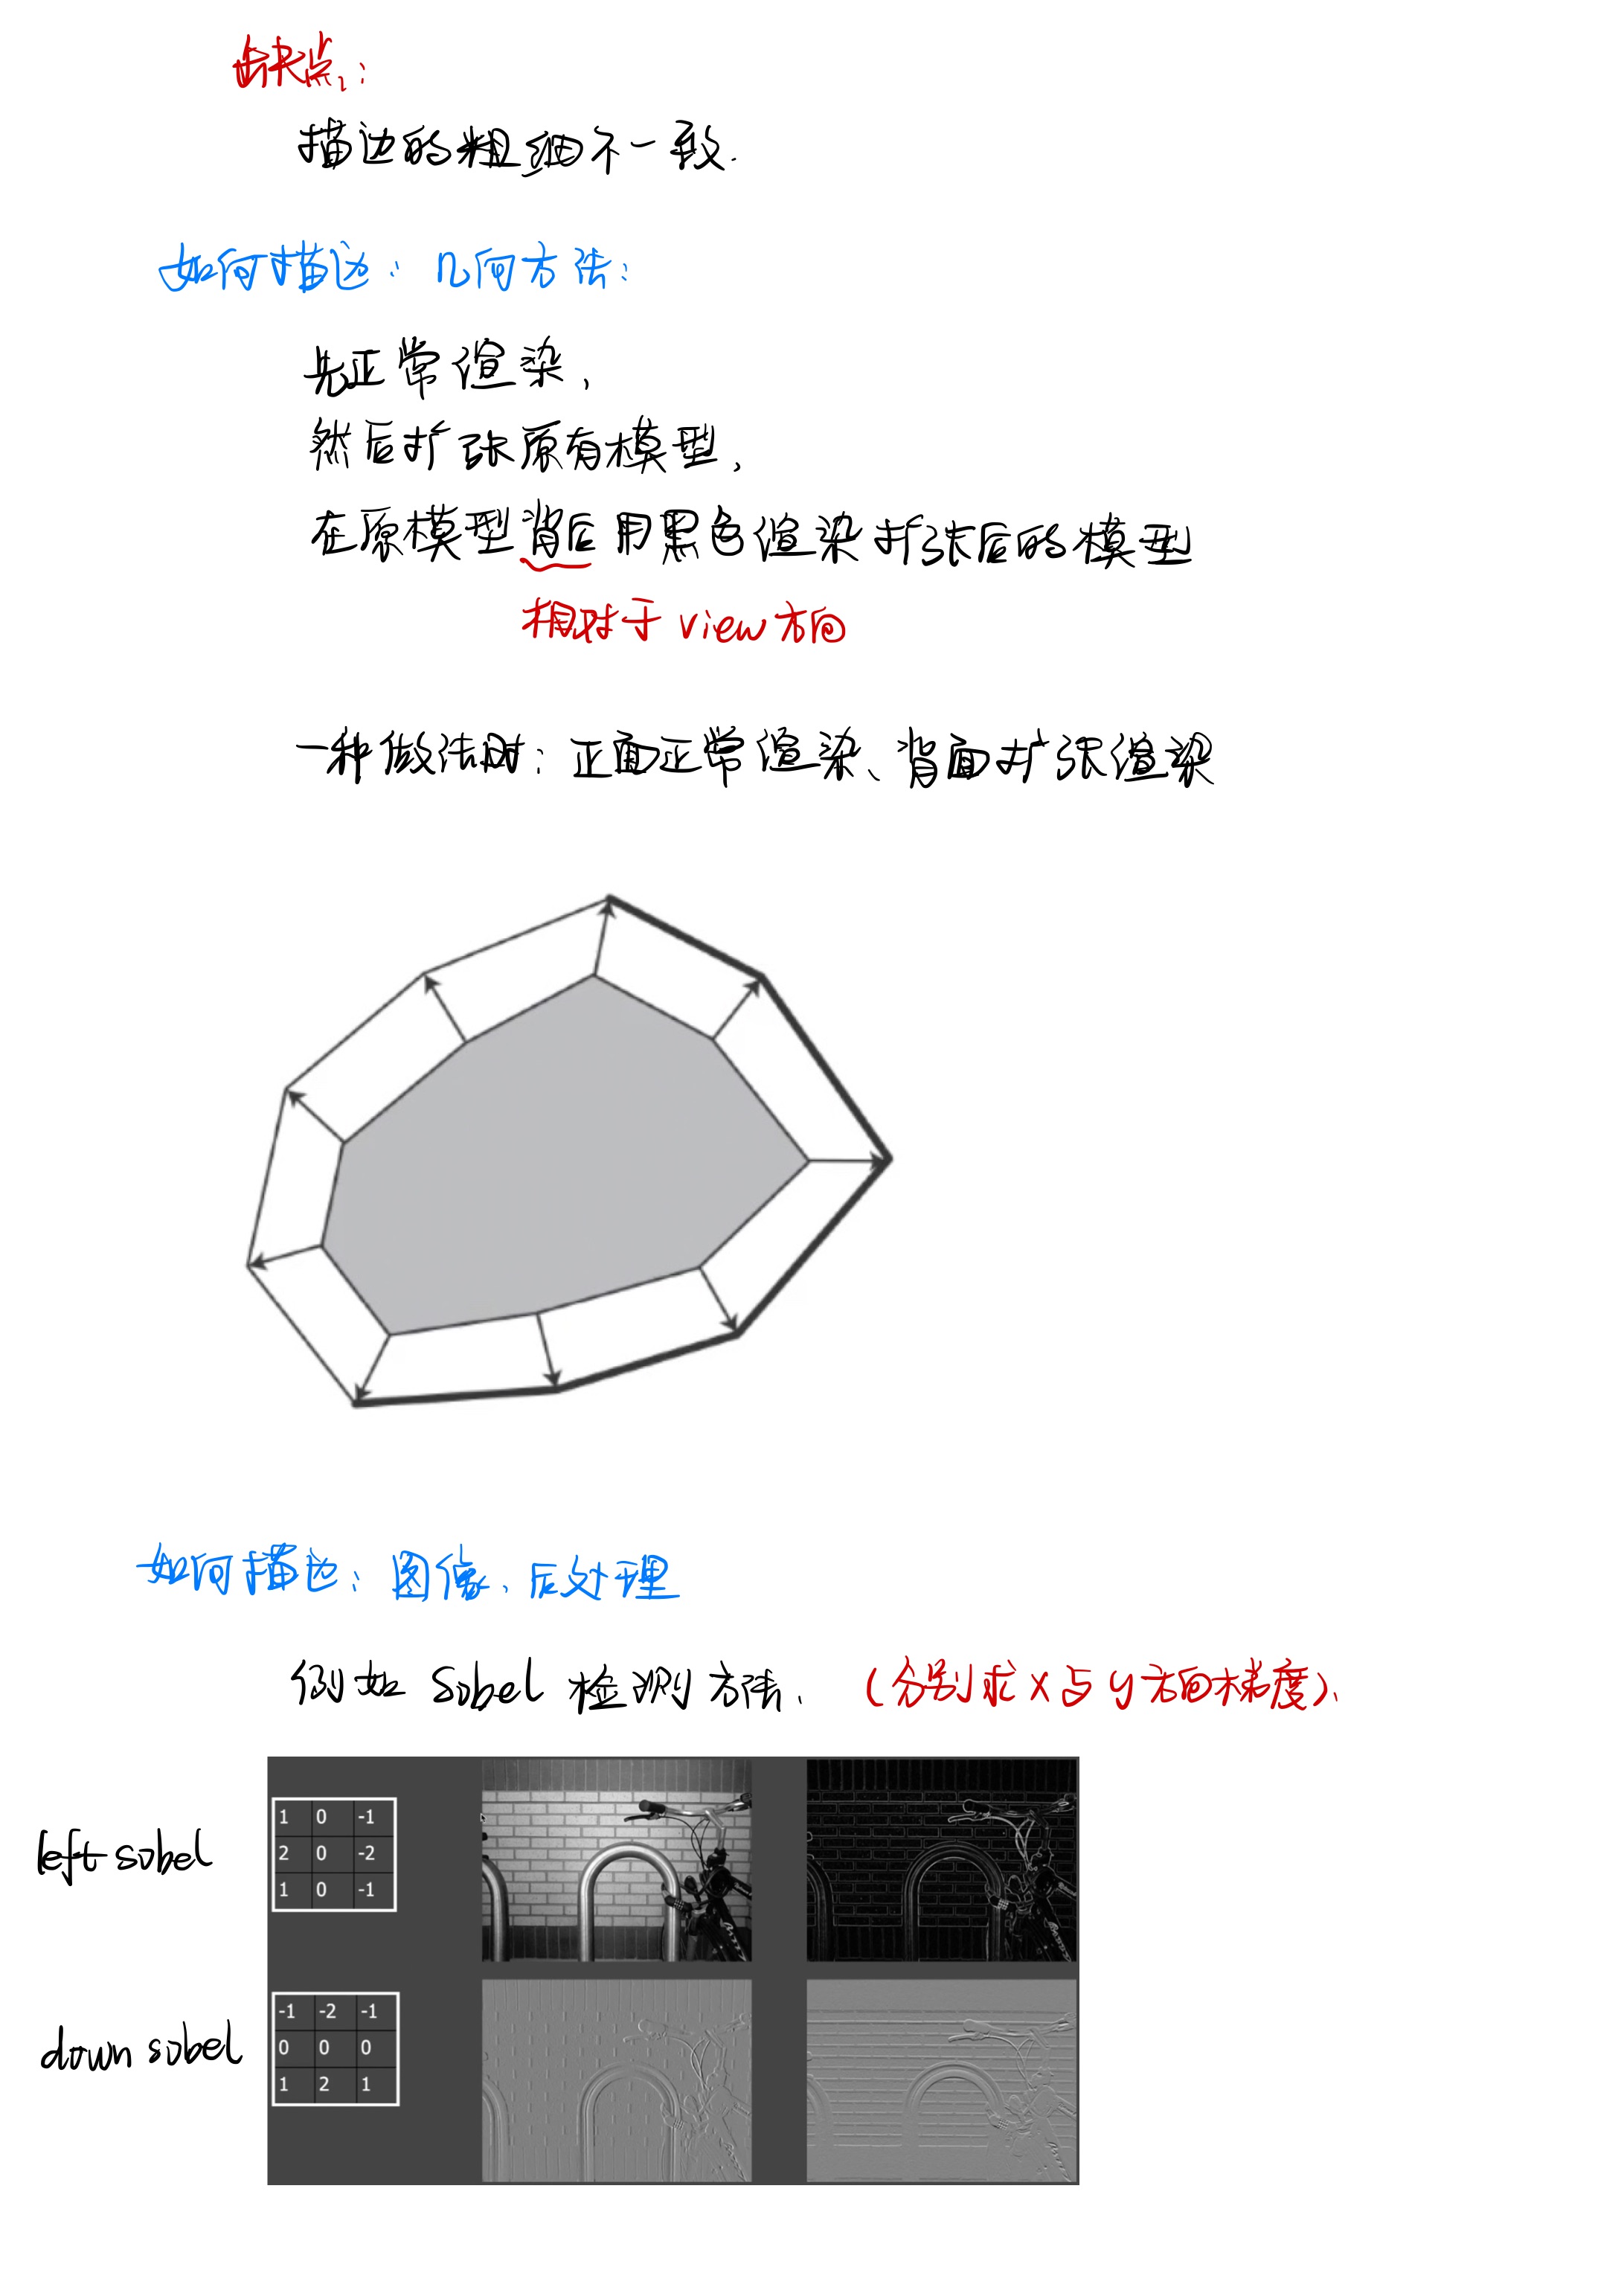 缺点：
描边的粗细不一致.
如何描边：几何方法：
先正常渲染，
然后扩张原有模型，
在原模型背后用黑色渲染扩张后的模型
相对于view方向
一种做法时：正面正常渲染、背面扩张渲染
如何描边：图像、后处理
例如 Sobel 检测方法、（分别求 x 与 y 方向梯度）、
left sobel
1 0 -1
2 0 -2
1 0 -1
down sobel
-1 -2 -1
0 0 0
1 2 1